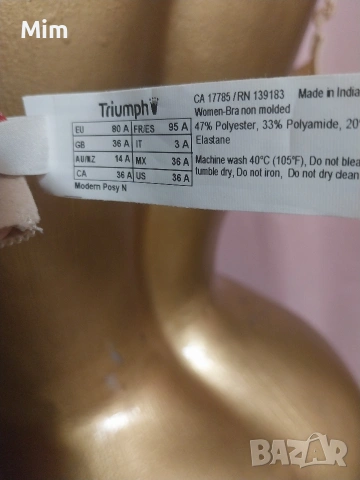 Mim
Triumph
EU 80 A FR/ES 95 A
GB 36 A IT 3 A
AU/NZ 14 A MX 36 A
CA 36 A US 36 A
Modern Posy N
CA 17785 / RN 139183 Made in India
Women-Bra non molded
47% Polyester, 33% Polyamide, 20%
Elastane
Machine wash 40°C (105°F), Do not blea
tumble dry, Do not iron, Do not dry clean
BAZAR
bg